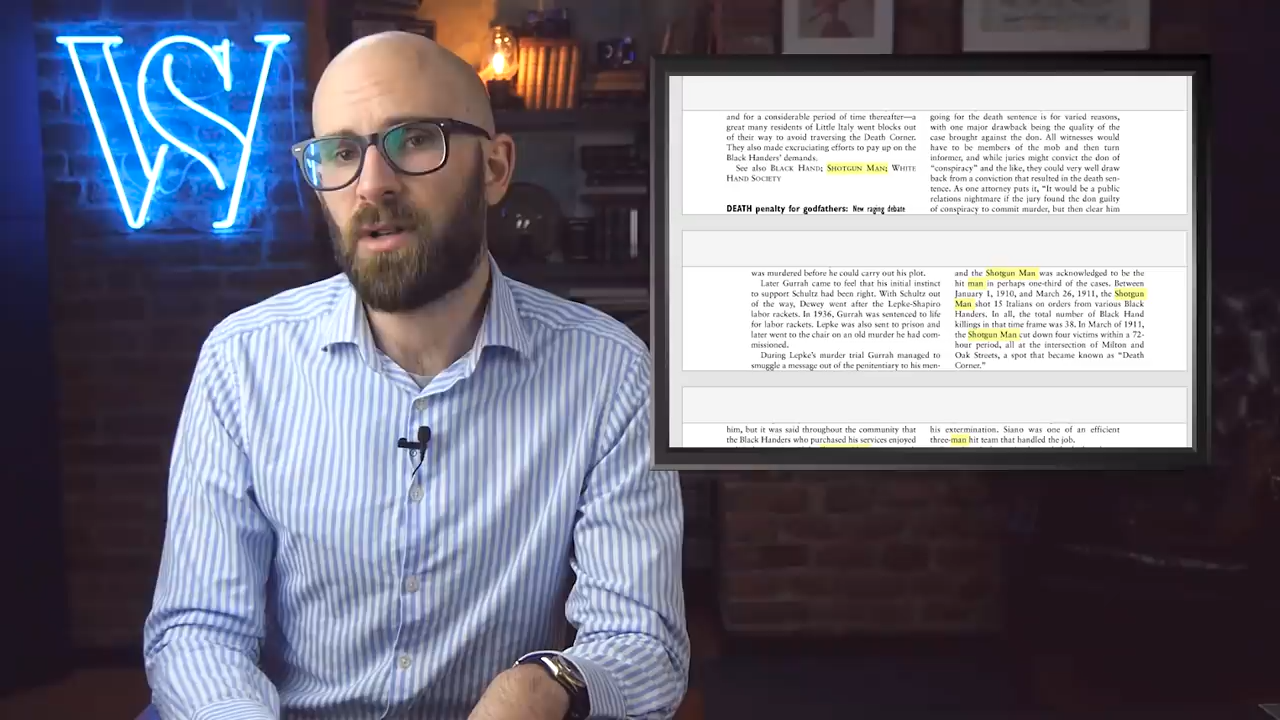 WS
and for a considerable period of time thereafter—a
great many residents of Little Italy went blocks out
of their way to avoid traversing the Death Corner.
They also made excruciating efforts to pay up on the
Black Handers' demands.
See also BLACK HAND; SHOTGUN MAN; WHITE
HAND SOCIETY
DEATH penalty for godfathers: New raging debate
going for the death sentence is for varied reasons,
with one major drawback being the quality of the
case brought against the don. All witnesses would
have to be members of the mob and then turn
informer, and while juries might convict the don of
“conspiracy” and the like, they could very well draw
back from a conviction that resulted in the death sen-
tence. As one attorney puts it, “It would be a public
relations nightmare if the jury found the don guilty
of conspiracy to commit murder, but then clear him
was murdered before he could carry out his plot.
Later Gurrah came to feel that his initial instinct
to support Schultz had been right. With Schultz out
of the way, Dewey went after the Lepke-Shapiro
labor rackets. In 1936, Gurrah was sentenced to life
for labor rackets. Lepke was also sent to prison and
later went to the chair on an old murder he had com-
missioned.
During Lepke's murder trial Gurrah managed to
smuggle a message out of the penitentiary to his men-
and the Shotgun Man was acknowledged to be the
hit man in perhaps one-third of the cases. Between
January 1, 1910, and March 26, 1911, the Shotgun
Man shot 15 Italians on orders from various Black
Handers. In all, the total number of Black Hand
killings in that time frame was 38. In March of 1911,
the Shotgun Man cut down four victims within a 72-
hour period, all at the intersection of Milton and
Oak Streets, a spot that became known as “Death
Corner.”
him, but it was said throughout the community that
the Black Handers who purchased his services enjoyed
his extermination. Siano was one of an efficient
three-man hit team that handled the job.